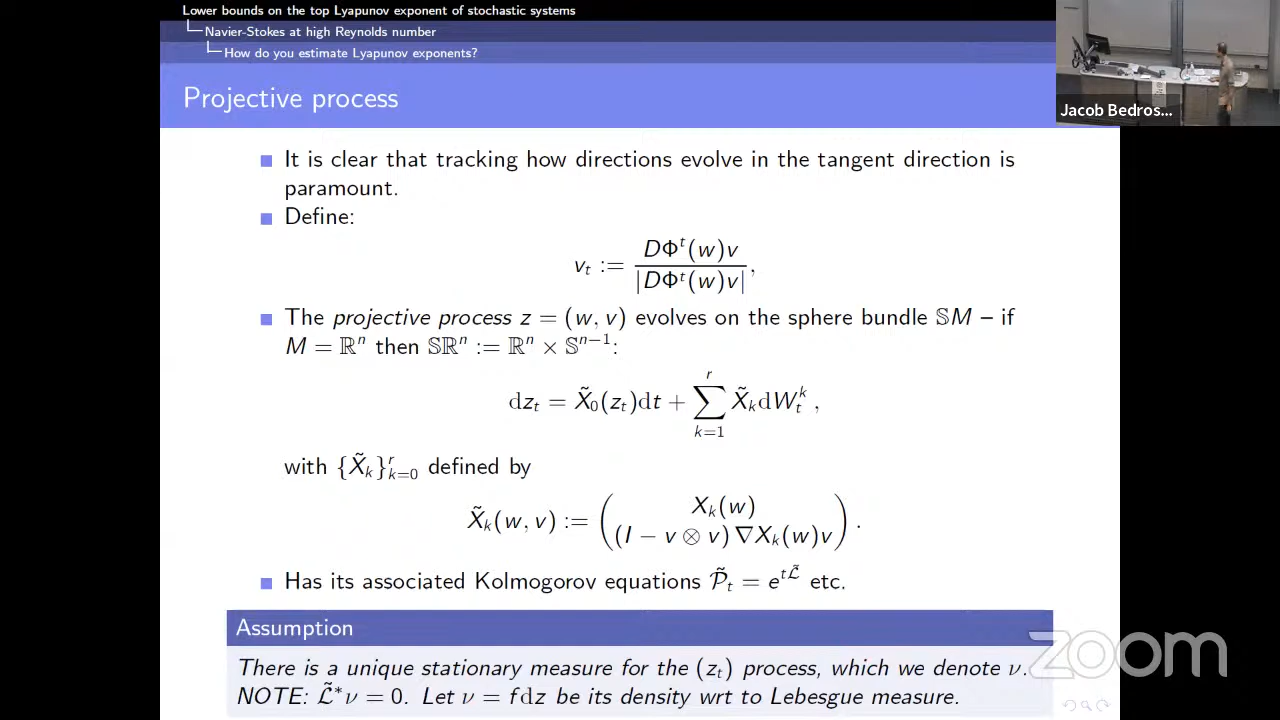 Lower bounds on the top Lyapunov exponent of stochastic systems
Navier-Stokes at high Reynolds number
How do you estimate Lyapunov exponents?
Projective process
Jacob Bedros...
It is clear that tracking how directions evolve in the tangent direction is
paramount.
Define:
v_t := DΦ^t(w)v / |DΦ^t(w)v| ,
The projective process z = (w, v) evolves on the sphere bundle 𝕊M – if
M = ℝ^n then 𝕊ℝ^n := ℝ^n × 𝕊^{n−1}:
dz_t = X̃_0(z_t)dt + ∑_{k=1}^{r} X̃_k dW_t^k ,
with {X̃_k}_{k=0}^r defined by
X̃_k(w, v) := ( X_k(w)
(I − v ⊗ v) ∇X_k(w)v ) .
Has its associated Kolmogorov equations 𝒫̃_t = e^{tℒ̃} etc.
Assumption
There is a unique stationary measure for the (z_t) process, which we denote ν.
NOTE: ℒ̃*ν = 0. Let ν = f dz be its density wrt to Lebesgue measure.
zoom